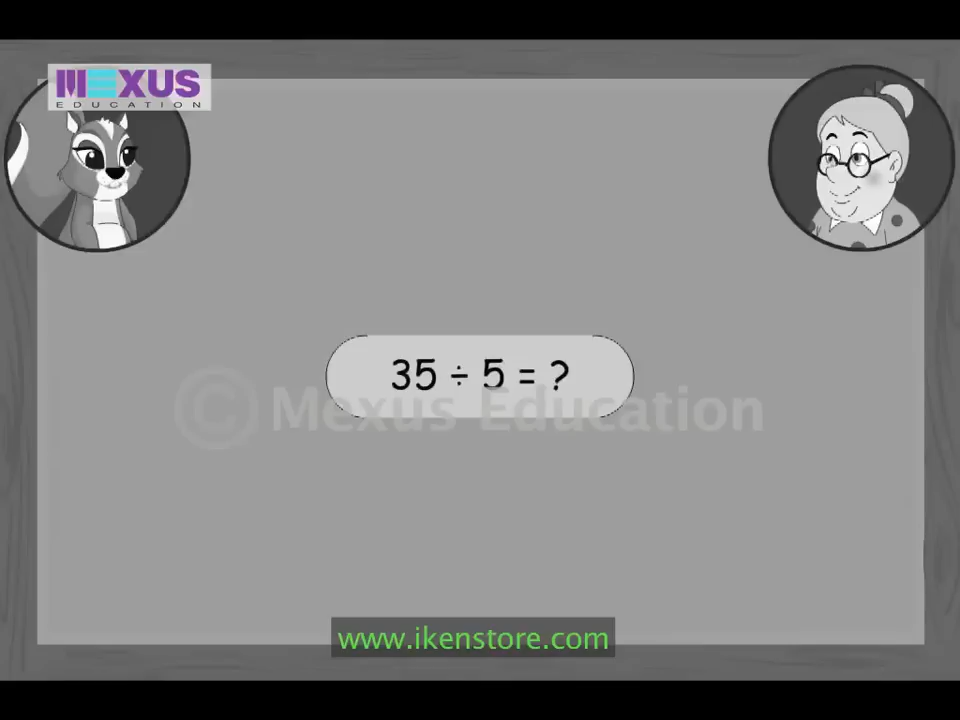 MEXUS
EDUCATION
35 ÷ 5 = ?
© Mexus Education
www.ikenstore.com